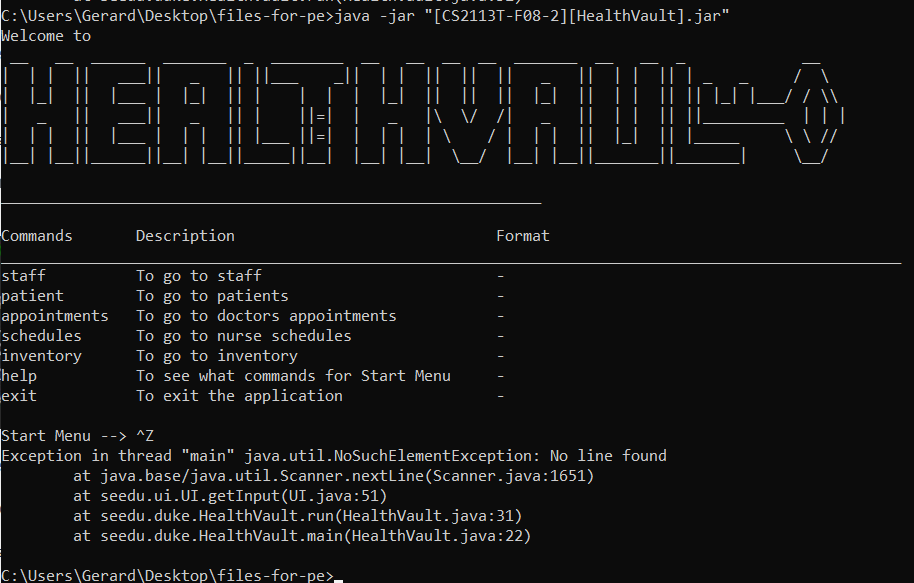 C:\Users\Gerard\Desktop\files-for-pe>java -jar "[CS2113T-F08-2][HealthVault].jar"
Welcome to
HEALTHVAULT
Commands Description Format
staff To go to staff -
patient To go to patients -
appointments To go to doctors appointments -
schedules To go to nurse schedules -
inventory To go to inventory -
help To see what commands for Start Menu -
exit To exit the application -
Start Menu --> ^Z
Exception in thread "main" java.util.NoSuchElementException: No line found
at java.base/java.util.Scanner.nextLine(Scanner.java:1651)
at seedu.ui.UI.getInput(UI.java:51)
at seedu.duke.HealthVault.run(HealthVault.java:31)
at seedu.duke.HealthVault.main(HealthVault.java:22)
C:\Users\Gerard\Desktop\files-for-pe>